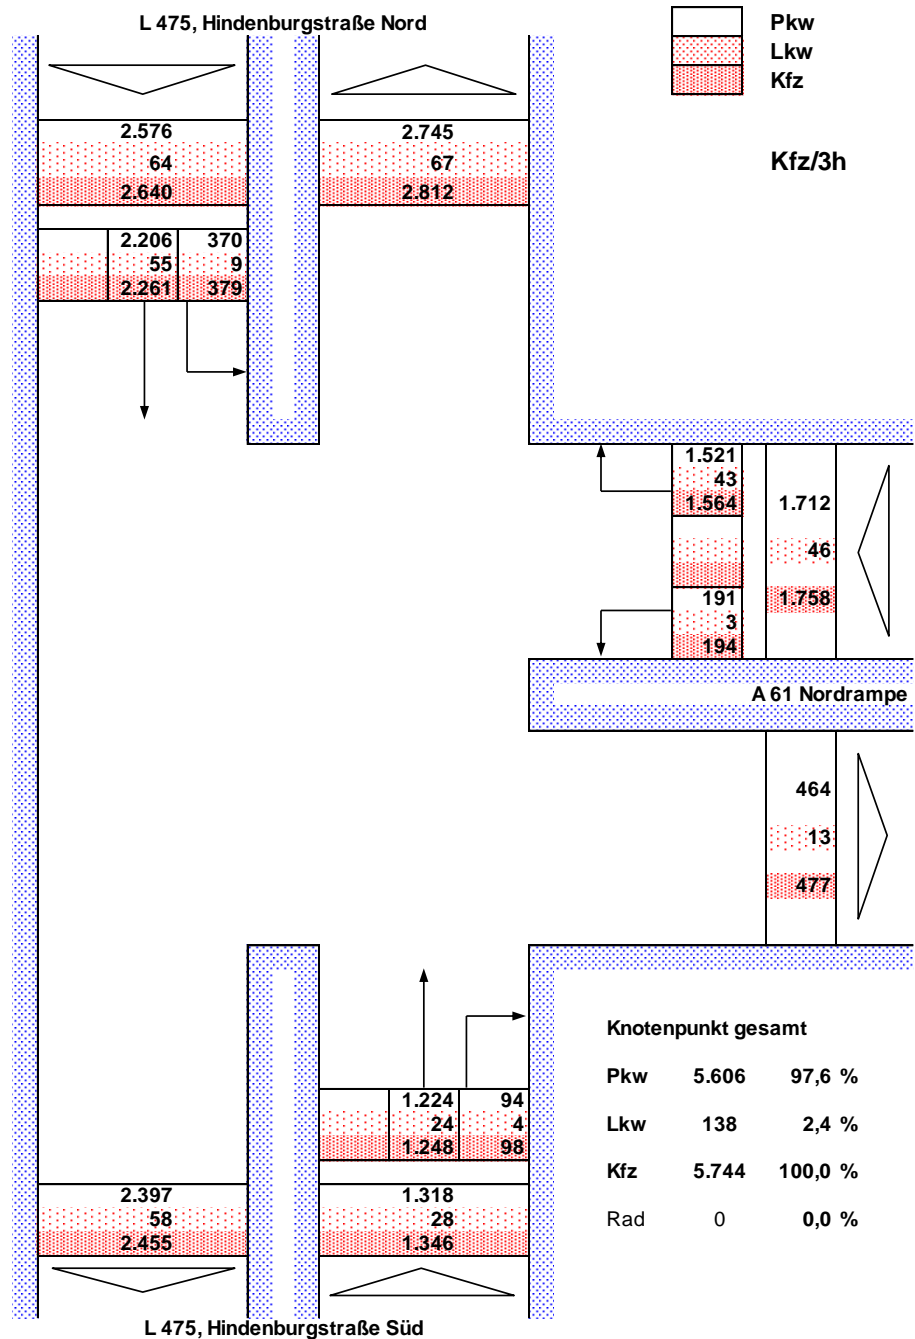 L 475, Hindenburgstraße Nord
Pkw
Lkw
Kfz
Kfz/3h
2.576
64
2.640
2.745
67
2.812
2.206 370
55 9
2.261 379
1.521
43
1.564
191
3
194
1.712
46
1.758
A 61 Nordrampe
464
13
477
1.224 94
24 4
1.248 98
2.397
58
2.455
1.318
28
1.346
Knotenpunkt gesamt
Pkw 5.606 97,6 %
Lkw 138 2,4 %
Kfz 5.744 100,0 %
Rad 0 0,0 %
L 475, Hindenburgstraße Süd